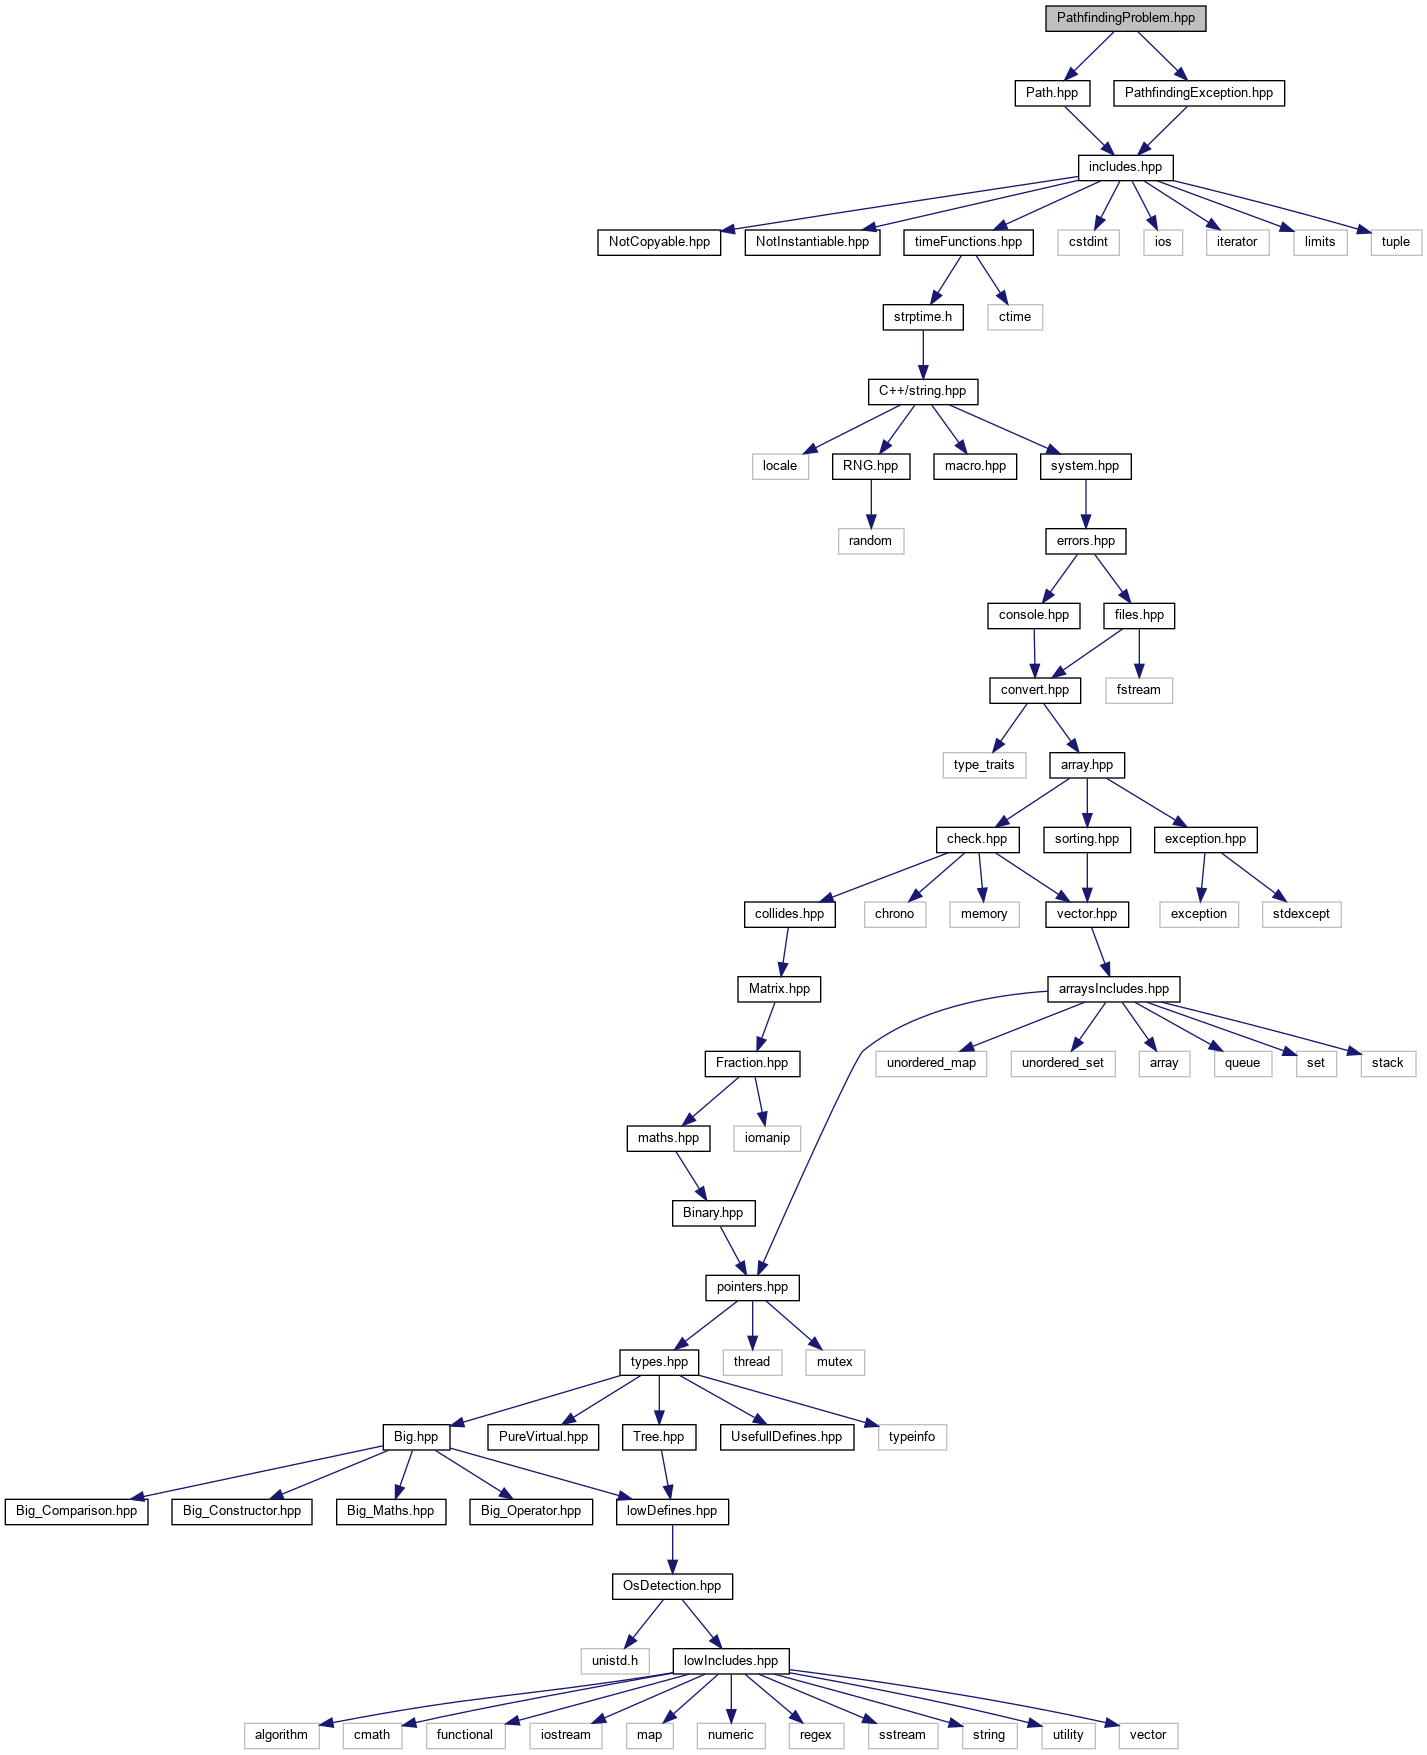 PathfindingProblem.hpp
Path.hpp
PathfindingException.hpp
includes.hpp
NotCopyable.hpp
NotInstantiable.hpp
timeFunctions.hpp
cstdint
ios
iterator
limits
tuple
strptime.h
ctime
C++/string.hpp
locale
RNG.hpp
macro.hpp
system.hpp
random
errors.hpp
console.hpp
files.hpp
convert.hpp
fstream
type_traits
array.hpp
check.hpp
sorting.hpp
exception.hpp
collides.hpp
chrono
memory
vector.hpp
exception
stdexcept
Matrix.hpp
arraysIncludes.hpp
Fraction.hpp
unordered_map
unordered_set
array
queue
set
stack
maths.hpp
iomanip
Binary.hpp
pointers.hpp
types.hpp
thread
mutex
Big.hpp
PureVirtual.hpp
Tree.hpp
UsefullDefines.hpp
typeinfo
Big_Comparison.hpp
Big_Constructor.hpp
Big_Maths.hpp
Big_Operator.hpp
lowDefines.hpp
OsDetection.hpp
unistd.h
lowIncludes.hpp
algorithm
cmath
functional
iostream
map
numeric
regex
sstream
string
utility
vector